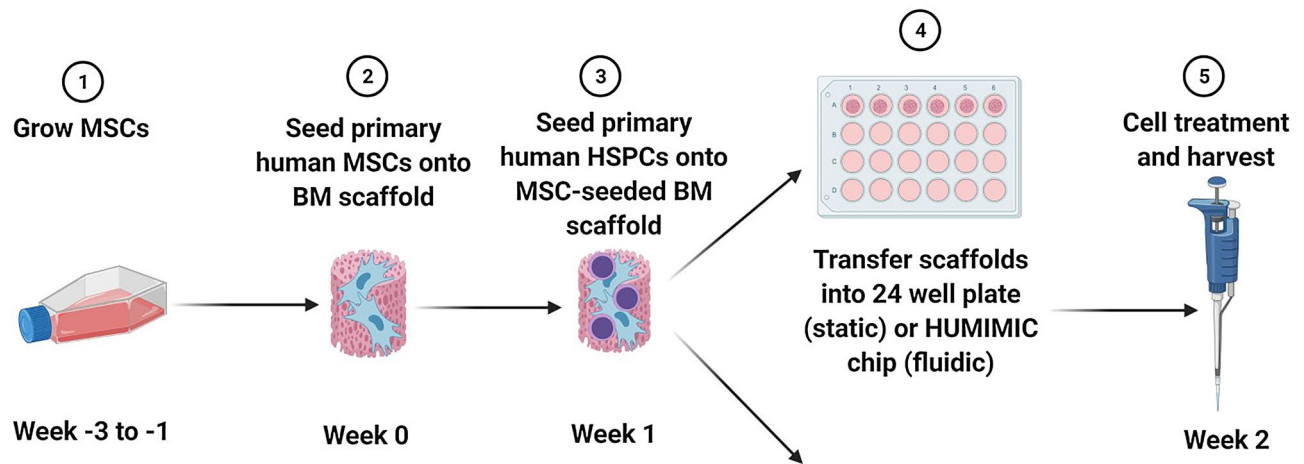 1
Grow MSCs
Week -3 to -1
2
Seed primary
human MSCs onto
BM scaffold
Week 0
3
Seed primary
human HSPCs onto
MSC-seeded BM
scaffold
Week 1
4
1 2 3 4 5 6
A
B
C
D
Transfer scaffolds
into 24 well plate
(static) or HUMIMIC
chip (fluidic)
5
Cell treatment
and harvest
Week 2